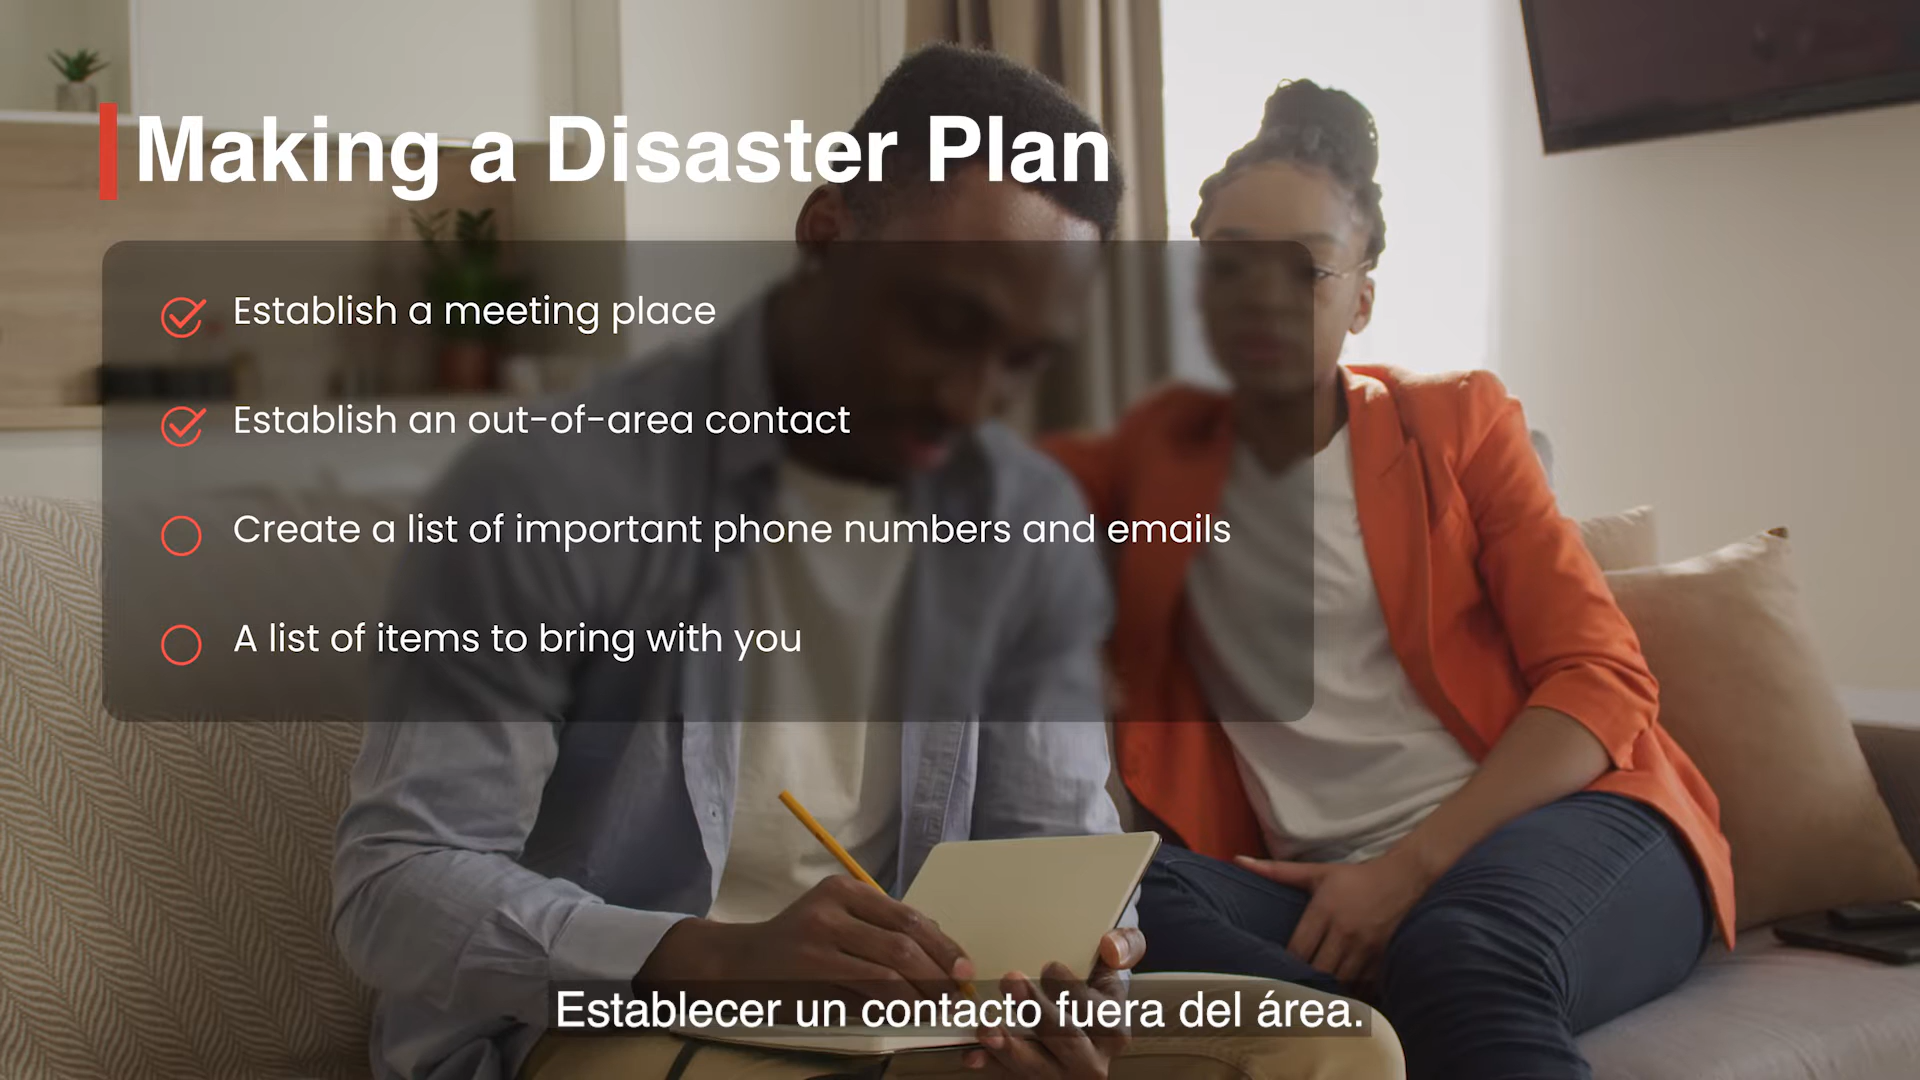 Making a Disaster Plan
Establish a meeting place
Establish an out-of-area contact
Create a list of important phone numbers and emails
A list of items to bring with you
Establecer un contacto fuera del área.